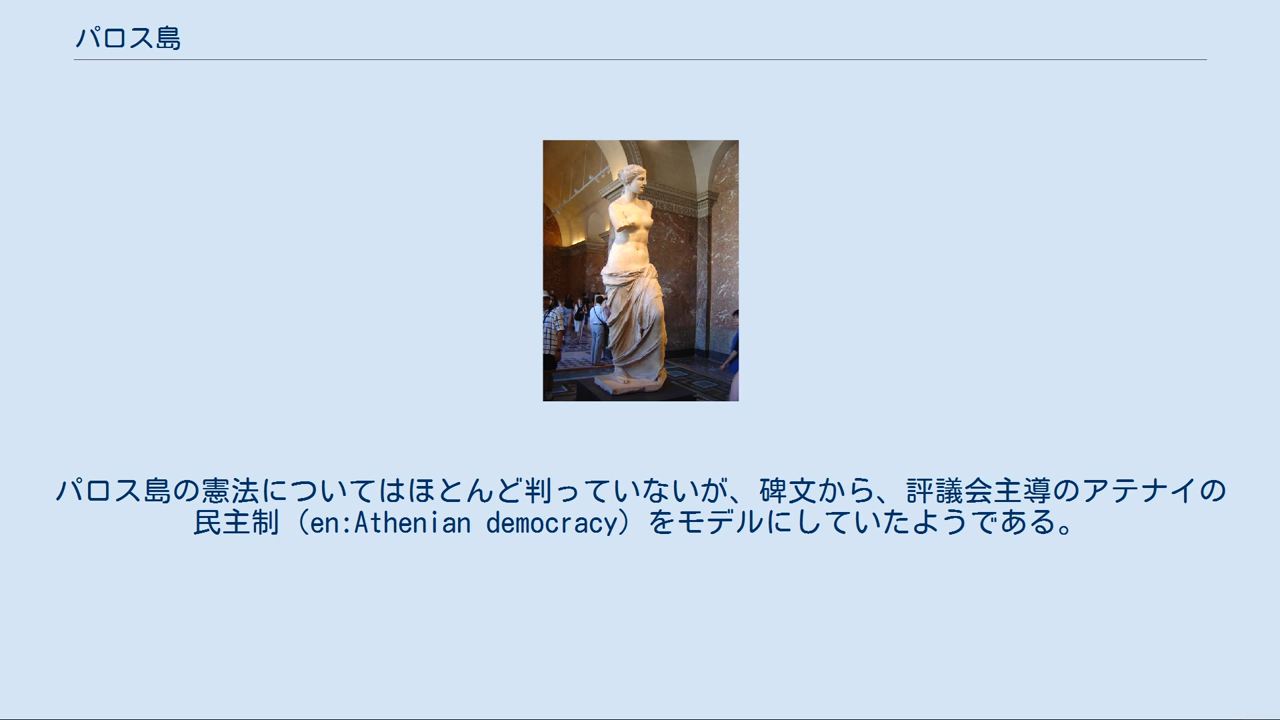 パロス島
パロス島の憲法についてはほとんど判っていないが、碑文から、評議会主導のアテナイの
民主制（en:Athenian democracy）をモデルにしていたようである。